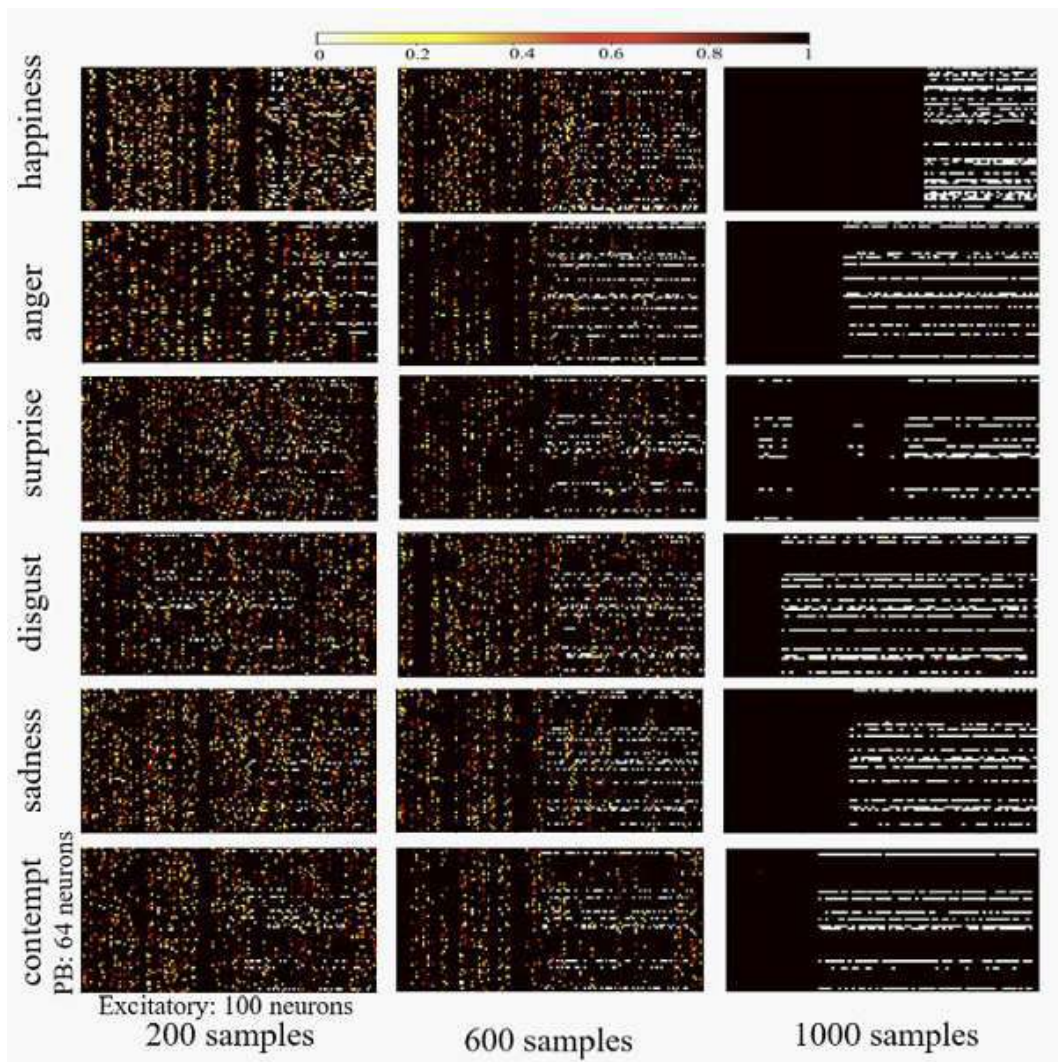 0 0.2 0.4 0.6 0.8 1
happiness
anger
surprise
disgust
sadness
contempt
PB: 64 neurons
Excitatory: 100 neurons
200 samples 600 samples 1000 samples